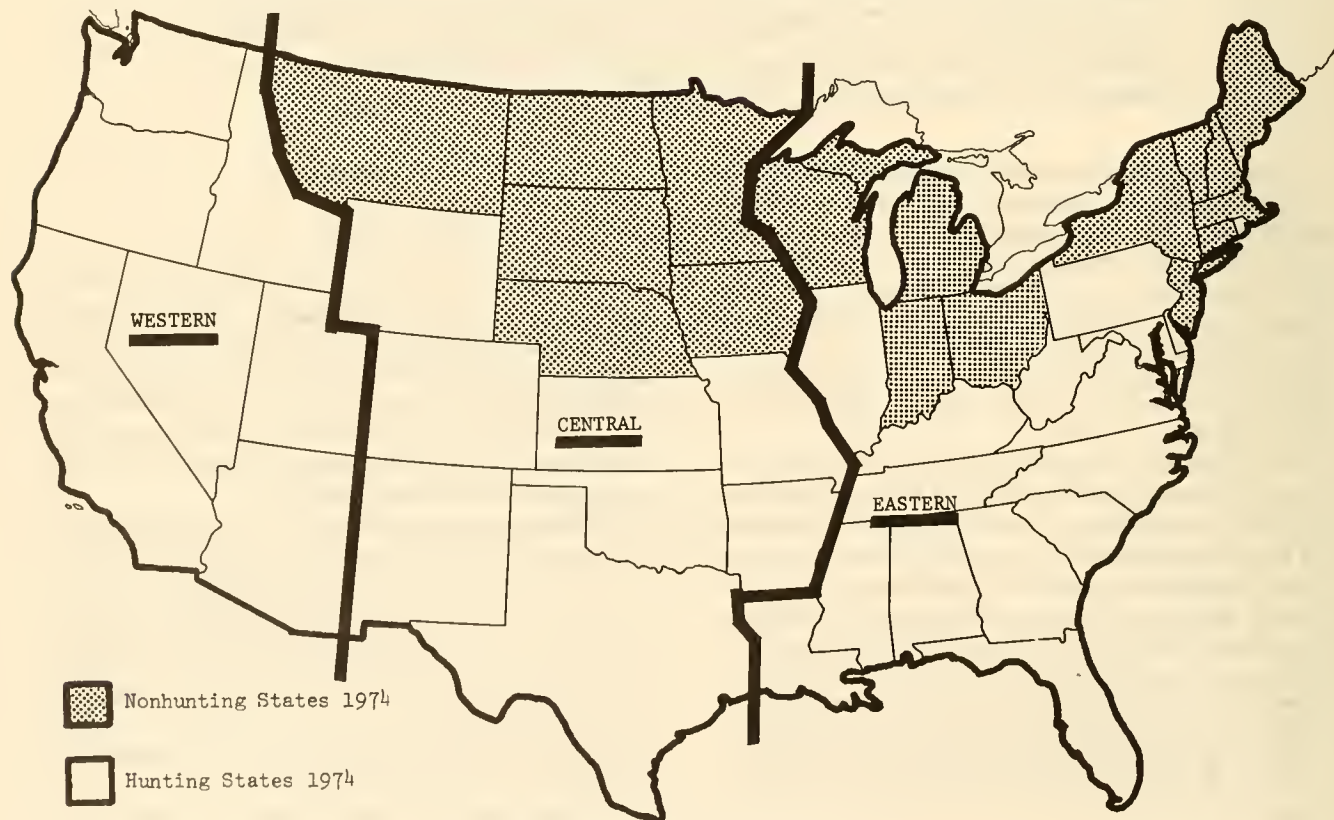 WESTERN
CENTRAL
EASTERN
Nonhunting States 1974
Hunting States 1974